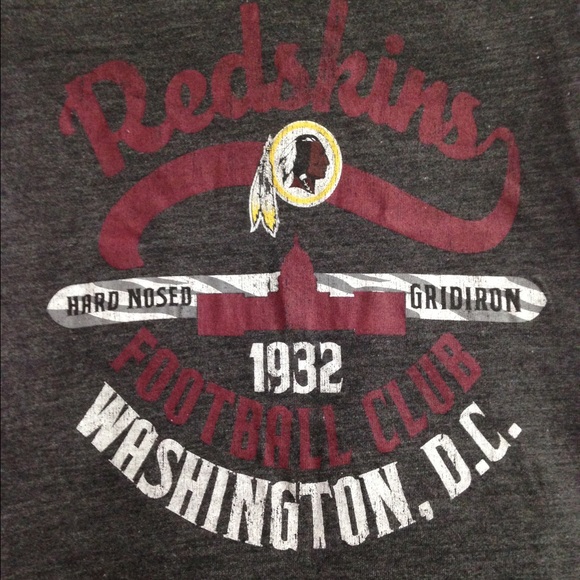 Redskins
HARD NOSED GRIDIRON
1932
FOOTBALL CLUB
WASHINGTON, D.C.